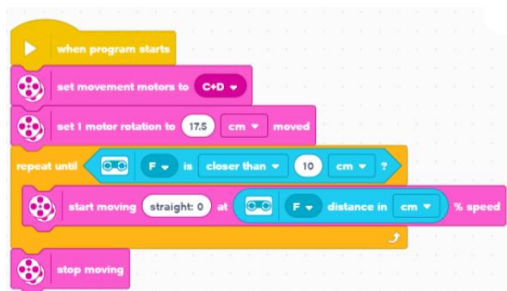 when program starts
set movement motors to C+D
set 1 motor rotation to 17.5 cm moved
repeat until F is closer than 10 cm ?
start moving straight: 0 at F distance in cm % speed
stop moving